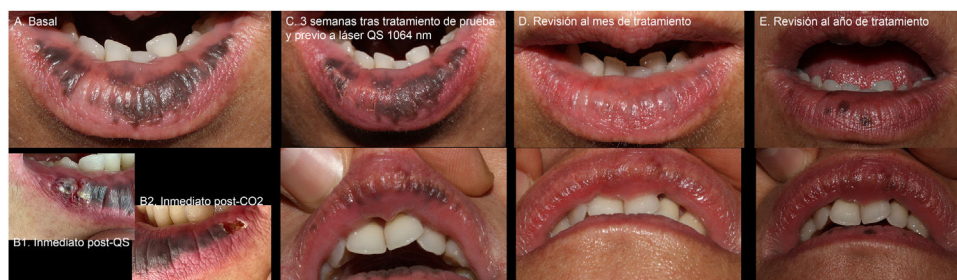 A. Basal
C. 3 semanas tras tratamiento de prueba
y previo a láser QS 1064 nm
D. Revisión al mes de tratamiento
E. Revisión al año de tratamiento
B2. Inmediato post-CO2
B1. Inmediato post-QS